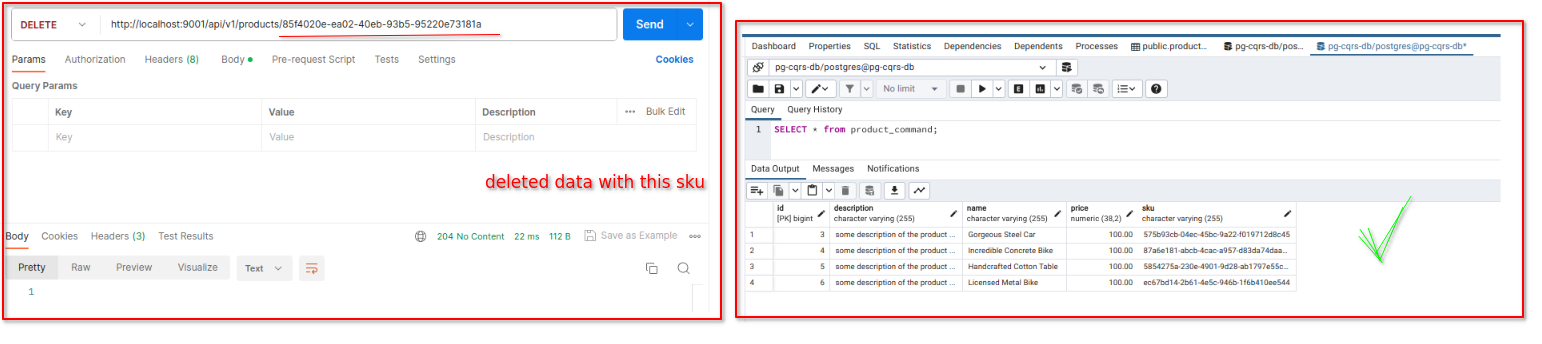 DELETE
http://localhost:9001/api/v1/products/85f4020e-ea02-40eb-93b5-95220e73181a
Send
Params Authorization Headers (8) Body Pre-request Script Tests Settings Cookies
Query Params
Key Value Description Bulk Edit
Key Value Description
deleted data with this sku
Body Cookies Headers (3) Test Results 204 No Content 22 ms 112 B Save as Example
Pretty Raw Preview Visualize Text
1
Dashboard Properties SQL Statistics Dependencies Dependents Processes public.product... pg-cqrs-db/pos... pg-cqrs-db/postgres@pg-cqrs-db*
pg-cqrs-db/postgres@pg-cqrs-db
No limit E
Query Query History
1 SELECT * from product_command;
Data Output Messages Notifications
id description name price sku
[PK] bigint character varying (255) character varying (255) numeric (38,2) character varying (255)
1 3 some description of the product ... Gorgeous Steel Car 100.00 575b93cb-04ec-45bc-9a22-f019712d8c45
2 4 some description of the product ... Incredible Concrete Bike 100.00 87a6e181-abcb-4cac-a957-d83da74daa...
3 5 some description of the product ... Handcrafted Cotton Table 100.00 5854275a-230e-4901-9d28-ab1797e55c...
4 6 some description of the product ... Licensed Metal Bike 100.00 ec67bd14-2b61-4e5c-946b-1f6b410ee544